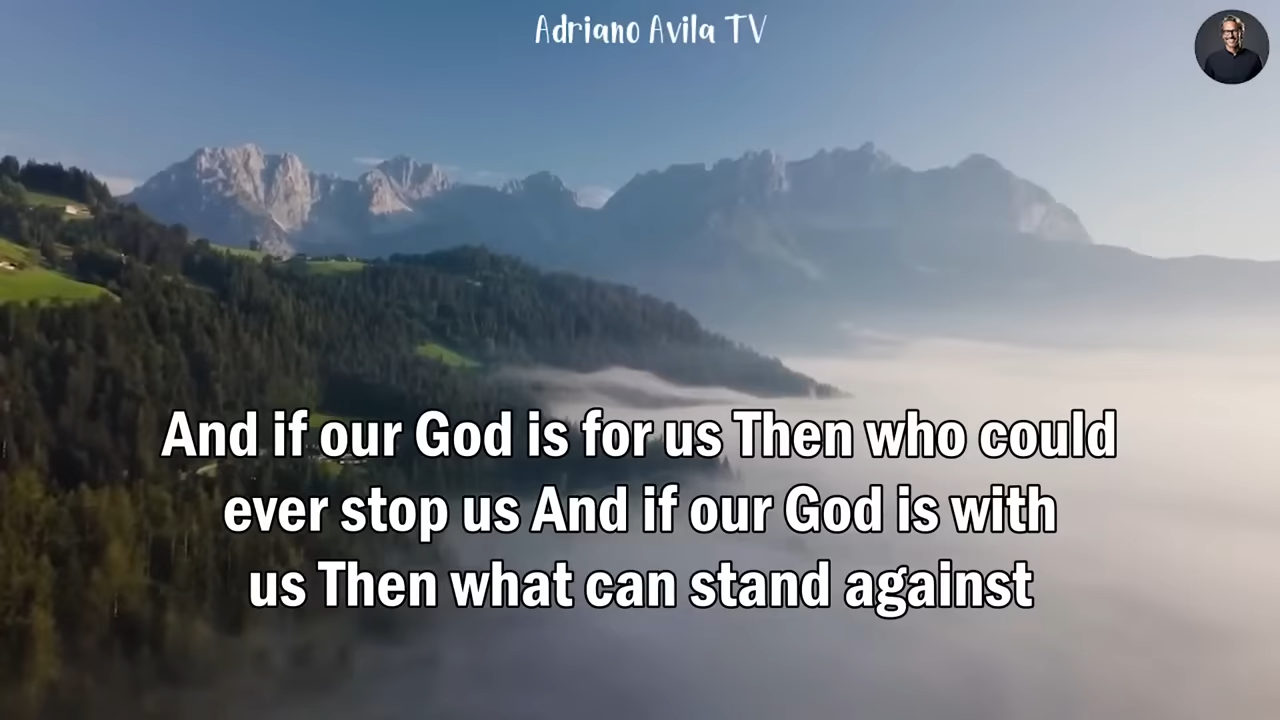 Adriano Avila TV
And if our God is for us Then who could
ever stop us And if our God is with
us Then what can stand against